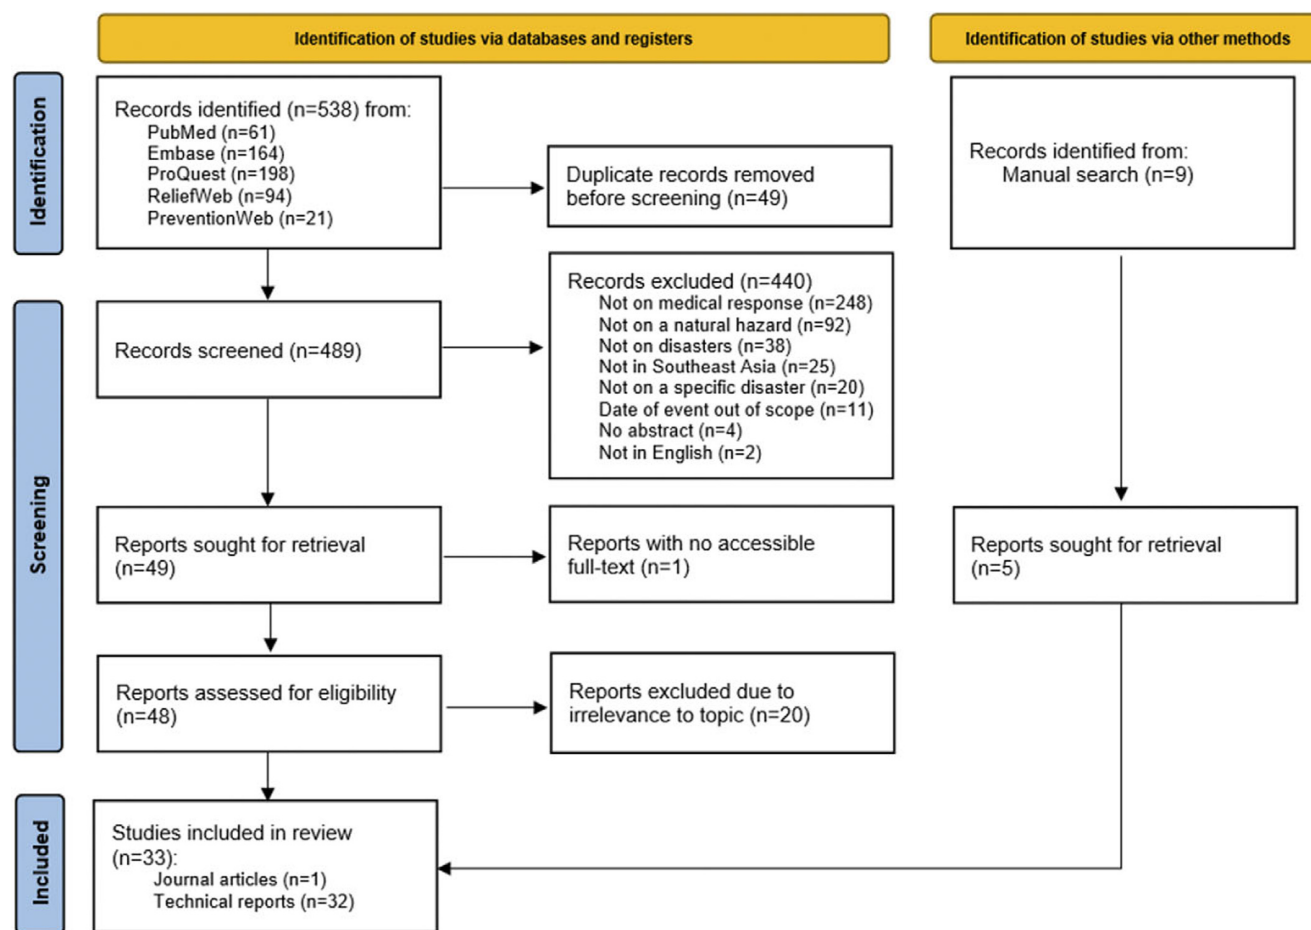 Identification of studies via databases and registers
Identification of studies via other methods
Identification
Records identified (n=538) from:
PubMed (n=61)
Embase (n=164)
ProQuest (n=198)
ReliefWeb (n=94)
PreventionWeb (n=21)
Duplicate records removed
before screening (n=49)
Records identified from:
Manual search (n=9)
Screening
Records screened (n=489)
Records excluded (n=440)
Not on medical response (n=248)
Not on a natural hazard (n=92)
Not on disasters (n=38)
Not in Southeast Asia (n=25)
Not on a specific disaster (n=20)
Date of event out of scope (n=11)
No abstract (n=4)
Not in English (n=2)
Reports sought for retrieval
(n=49)
Reports with no accessible
full-text (n=1)
Reports sought for retrieval
(n=5)
Reports assessed for eligibility
(n=48)
Reports excluded due to
irrelevance to topic (n=20)
Included
Studies included in review
(n=33):
Journal articles (n=1)
Technical reports (n=32)